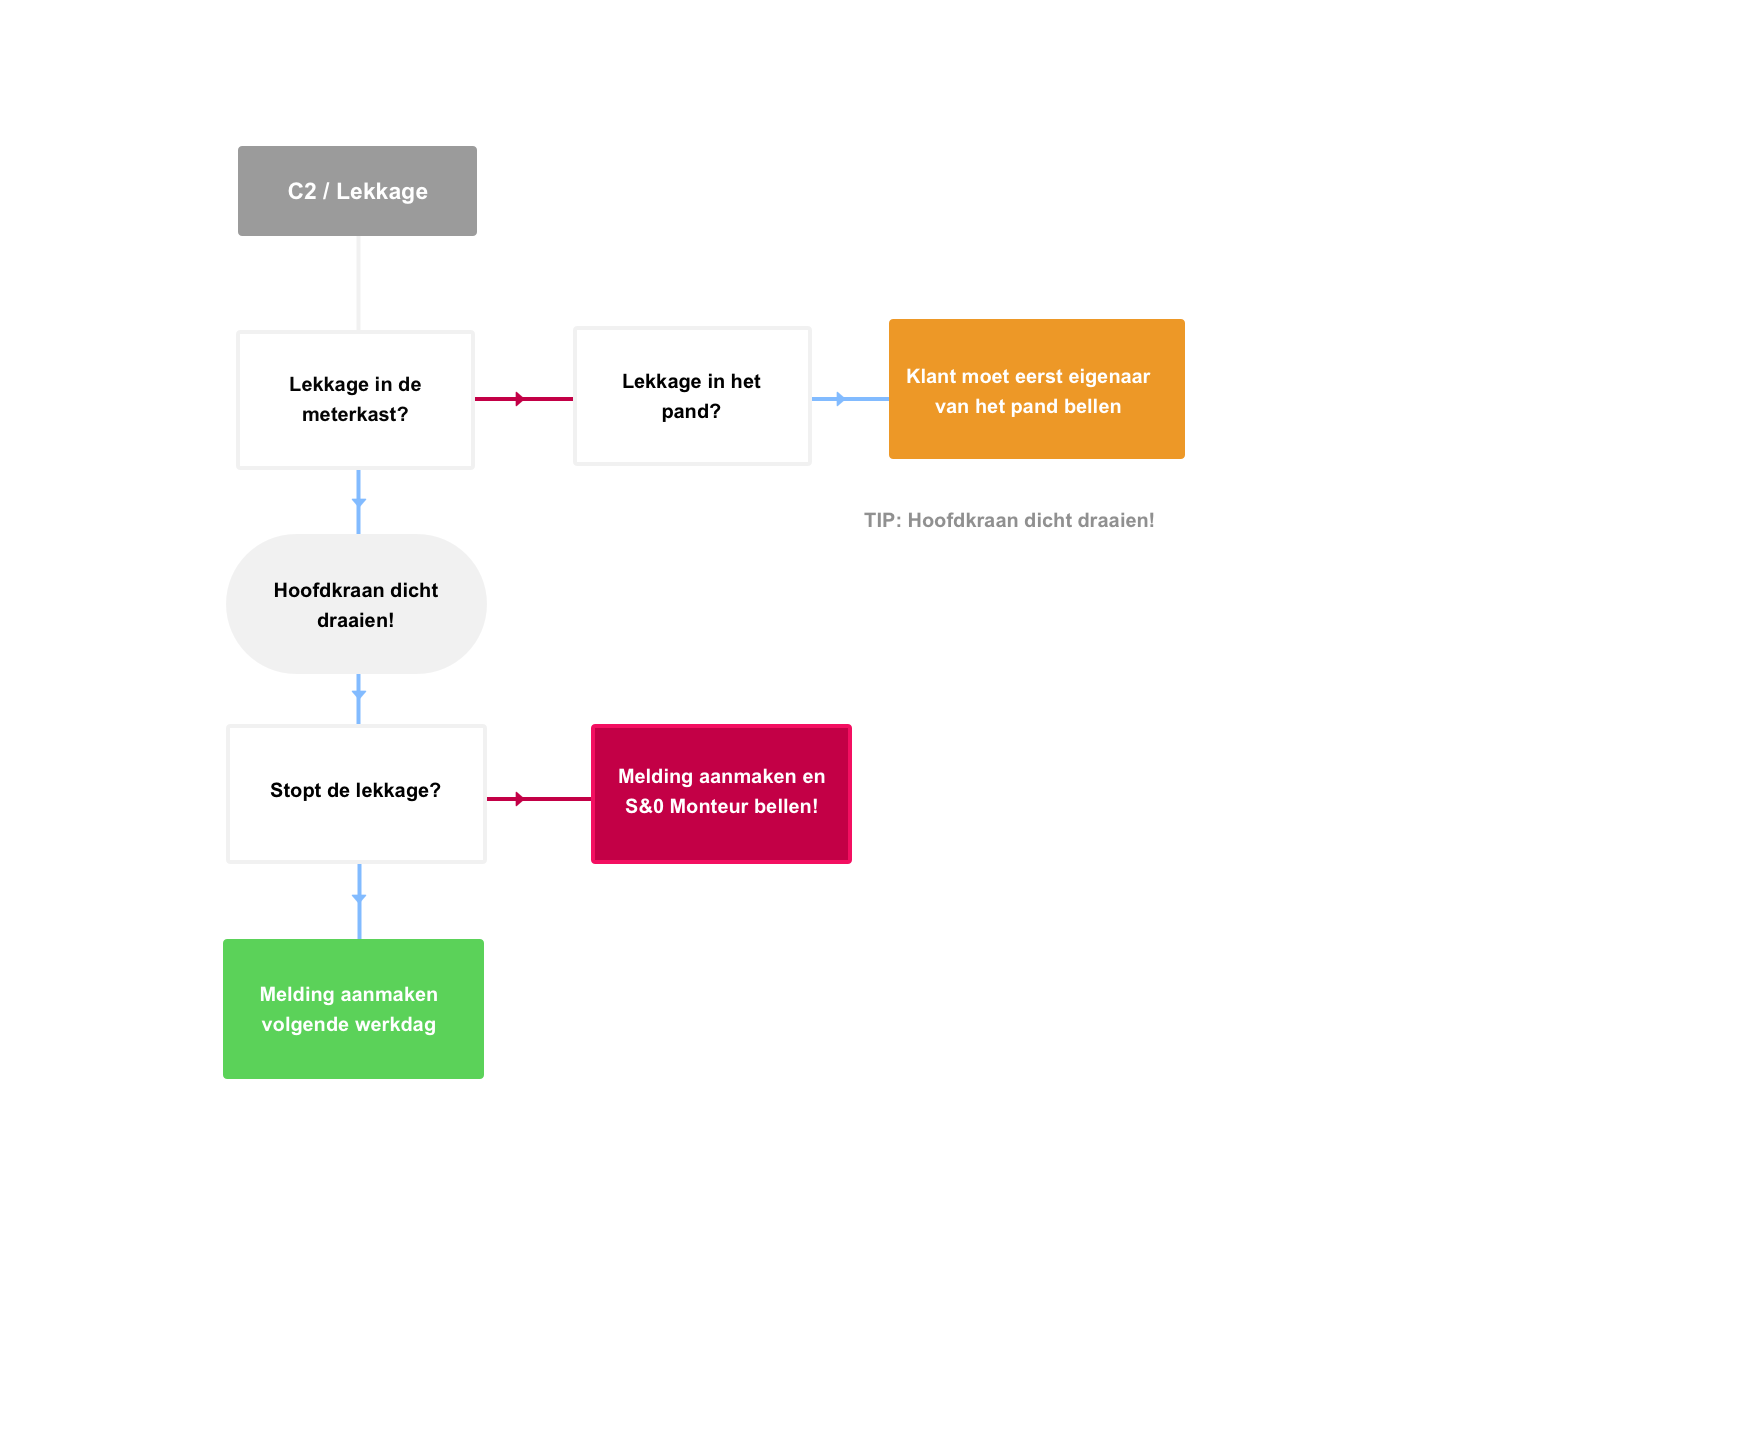 C2 / Lekkage
Lekkage in de
meterkast?
Lekkage in het
pand?
Klant moet eerst eigenaar
van het pand bellen
TIP: Hoofdkraan dicht draaien!
Hoofdkraan dicht
draaien!
Stopt de lekkage?
Melding aanmaken en
S&0 Monteur bellen!
Melding aanmaken
volgende werkdag